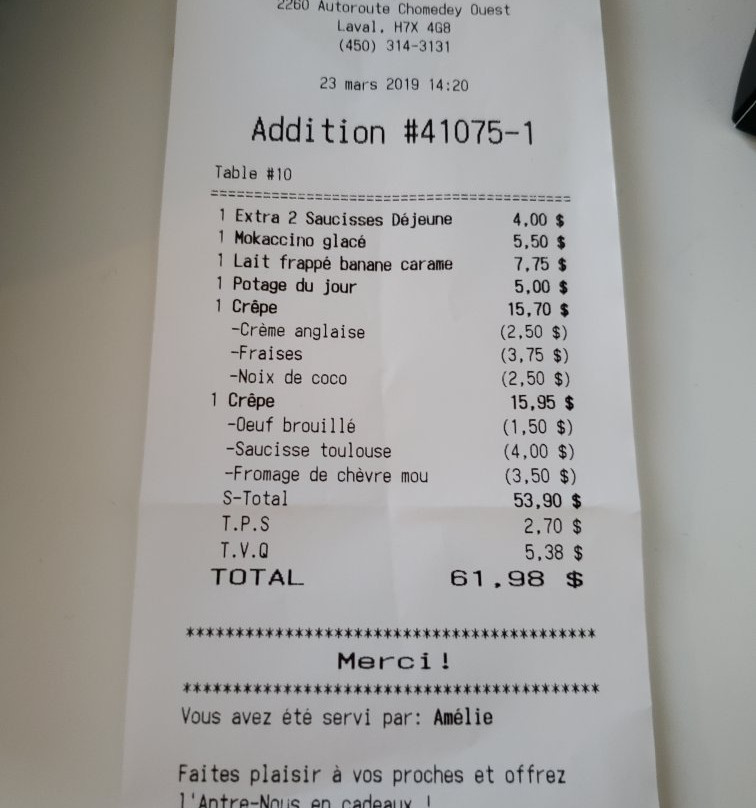 2260 Autoroute Chomedey Ouest
Laval, H7X 4G8
(450) 314-3131
23 mars 2019 14:20
Addition #41075-1
Table #10
==========================================
1 Extra 2 Saucisses Déjeune 4,00 $
1 Mokaccino glacé 5,50 $
1 Lait frappé banane carame 7,75 $
1 Potage du jour 5,00 $
1 Crêpe 15,70 $
-Crème anglaise (2,50 $)
-Fraises (3,75 $)
-Noix de coco (2,50 $)
1 Crêpe 15,95 $
-Oeuf brouillé (1,50 $)
-Saucisse toulouse (4,00 $)
-Fromage de chèvre mou (3,50 $)
S-Total 53,90 $
T.P.S 2,70 $
T.V.Q 5,38 $
TOTAL 61,98 $
******************************************
Merci!
******************************************
Vous avez été servi par: Amélie
Faites plaisir à vos proches et offrez
l'Antre-Nous en cadeaux !